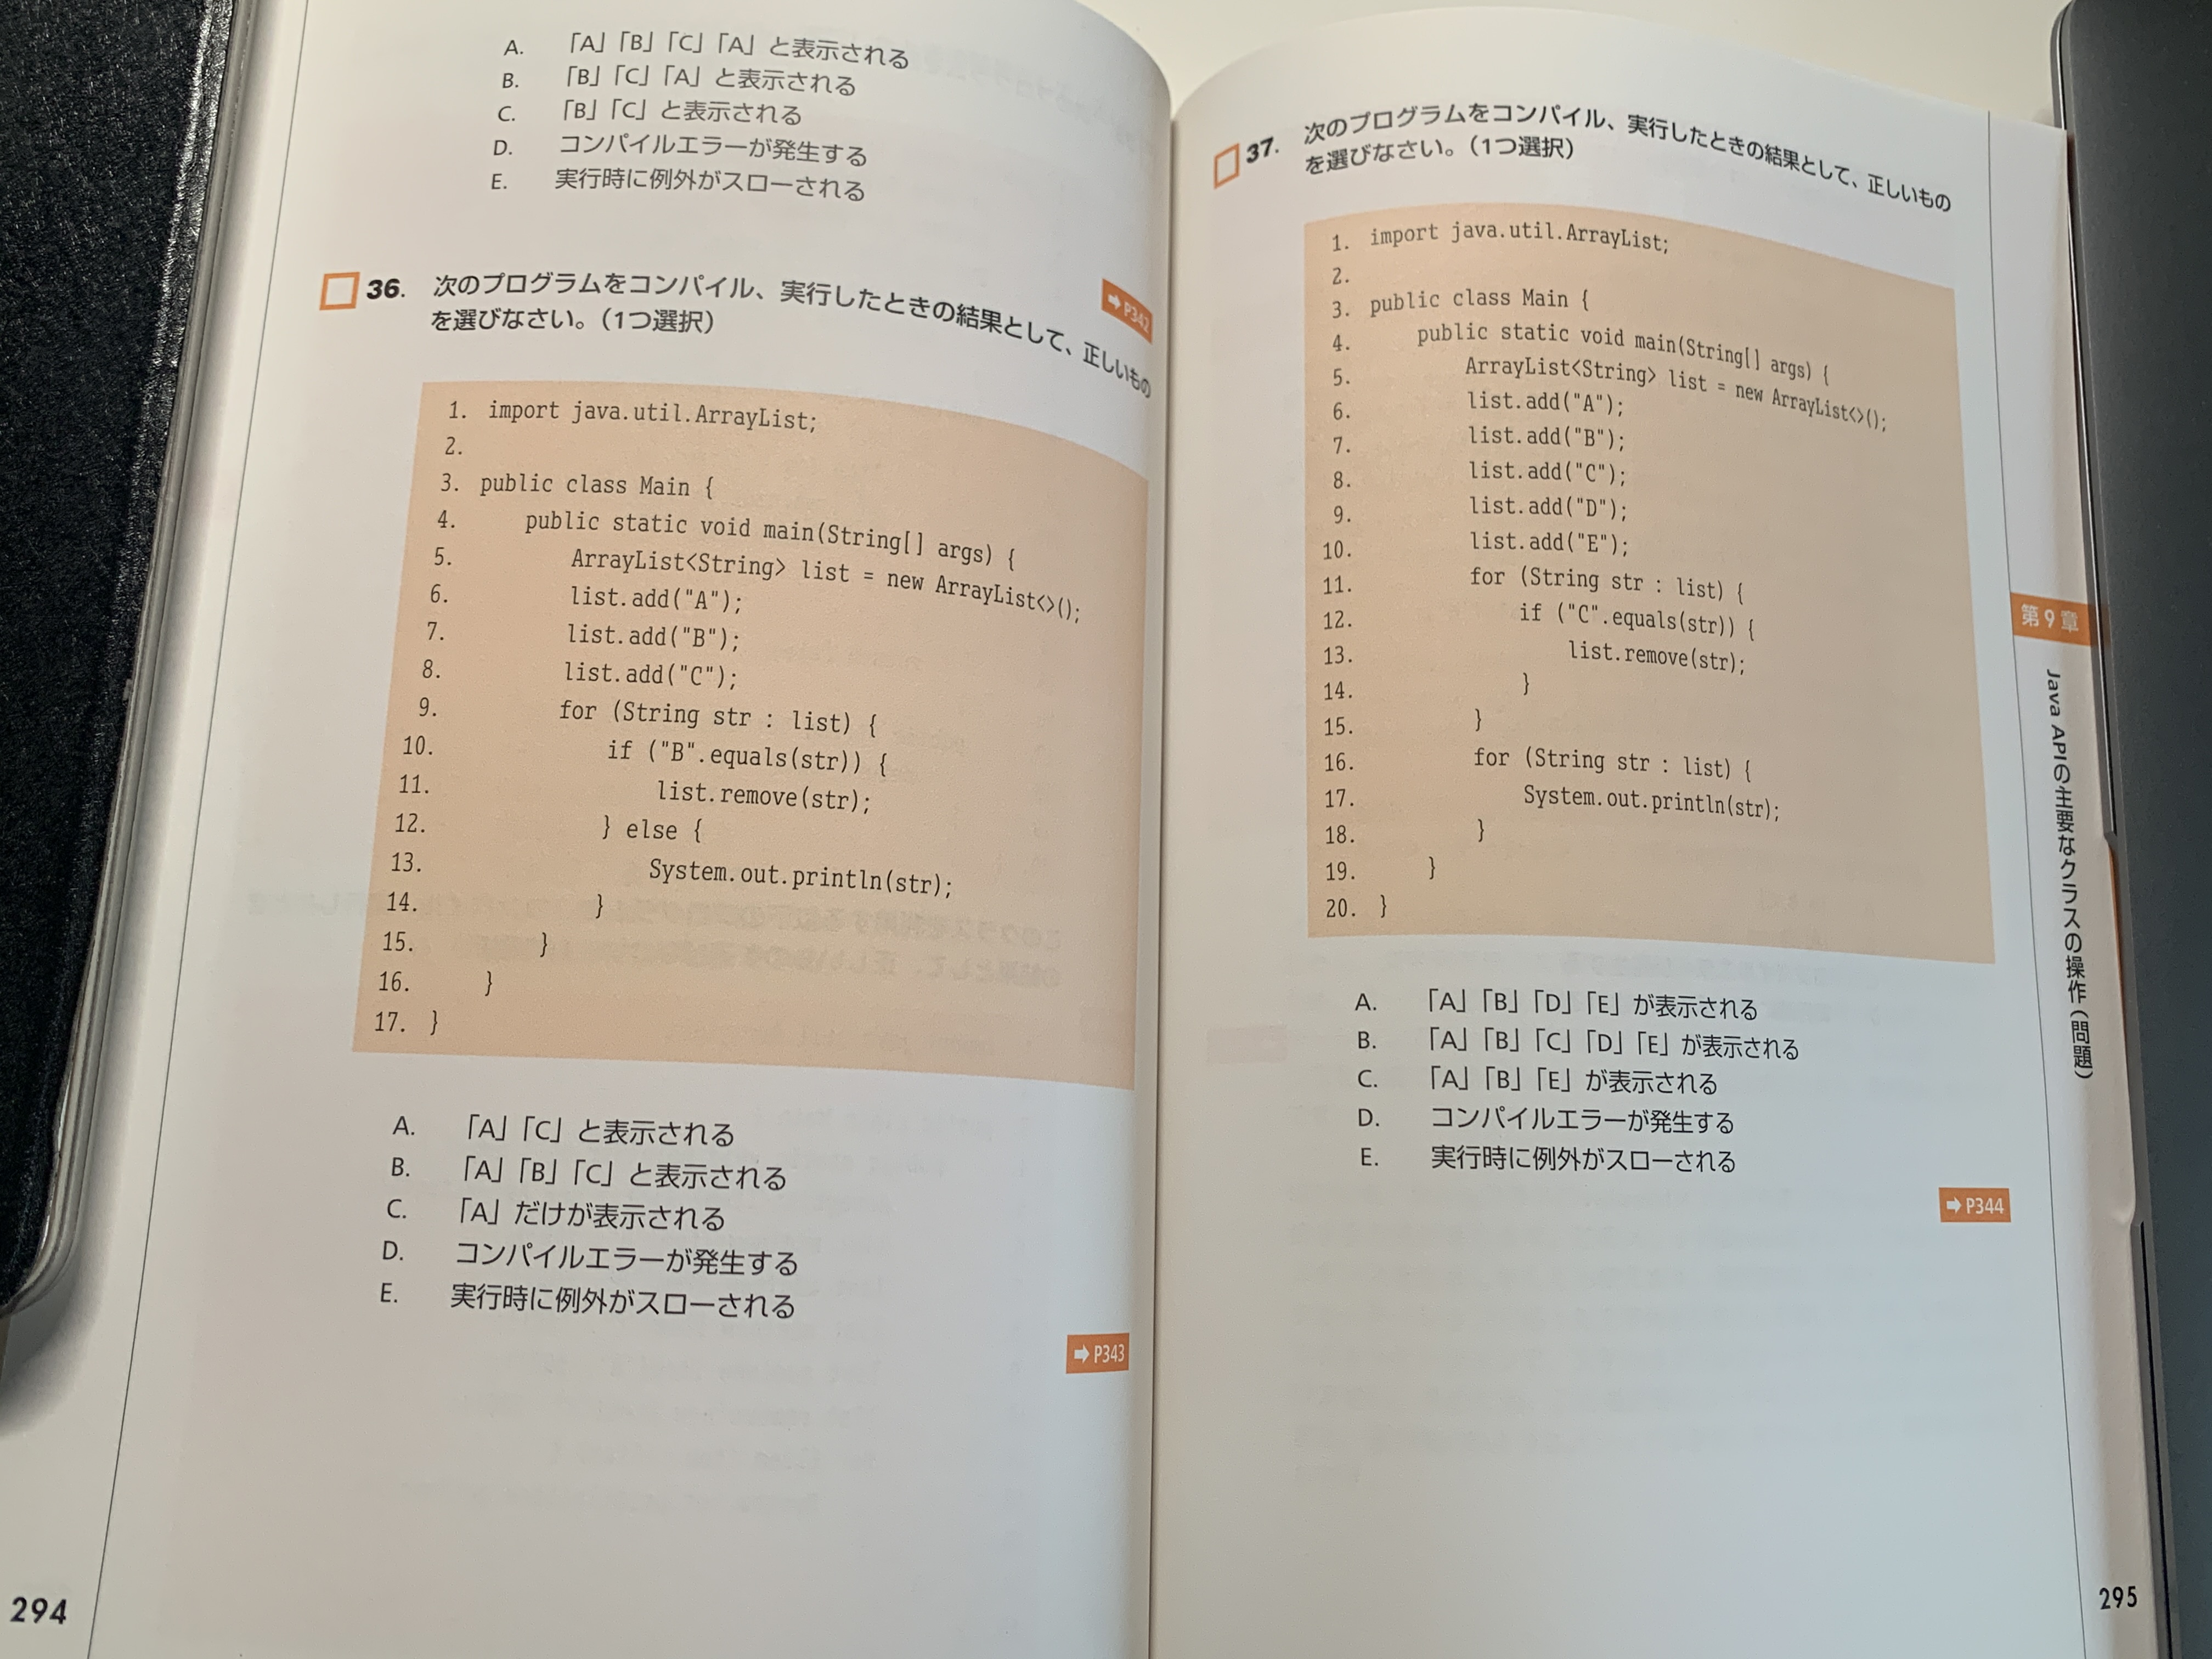 A. 「A」「B」「C」「A」と表示される
B. 「B」「C」「A」と表示される
C. 「B」「C」と表示される
D. コンパイルエラーが発生する
E. 実行時に例外がスローされる
➡P342
36. 次のプログラムをコンパイル、実行したときの結果として、正しいもの
を選びなさい。（1つ選択）
1. import java.util.ArrayList;
2.
3. public class Main {
4. public static void main(String[] args) {
5. ArrayList<String> list = new ArrayList<>();
6. list.add("A");
7. list.add("B");
8. list.add("C");
9. for (String str : list) {
10. if ("B".equals(str)) {
11. list.remove(str);
12. } else {
13. System.out.println(str);
14. }
15. }
16. }
17. }
A. 「A」「C」と表示される
B. 「A」「B」「C」と表示される
C. 「A」だけが表示される
D. コンパイルエラーが発生する
E. 実行時に例外がスローされる
➡P343
294
37. 次のプログラムをコンパイル、実行したときの結果として、正しいもの
を選びなさい。（1つ選択）
1. import java.util.ArrayList;
2.
3. public class Main {
4. public static void main(String[] args) {
5. ArrayList<String> list = new ArrayList<>();
6. list.add("A");
7. list.add("B");
8. list.add("C");
9. list.add("D");
10. list.add("E");
11. for (String str : list) {
12. if ("C".equals(str)) {
13. list.remove(str);
14. }
15. }
16. for (String str : list) {
17. System.out.println(str);
18. }
19. }
20. }
A. 「A」「B」「D」「E」が表示される
B. 「A」「B」「C」「D」「E」が表示される
C. 「A」「B」「E」が表示される
D. コンパイルエラーが発生する
E. 実行時に例外がスローされる
➡P344
第9章
Java APIの主要なクラスの操作（問題）
295